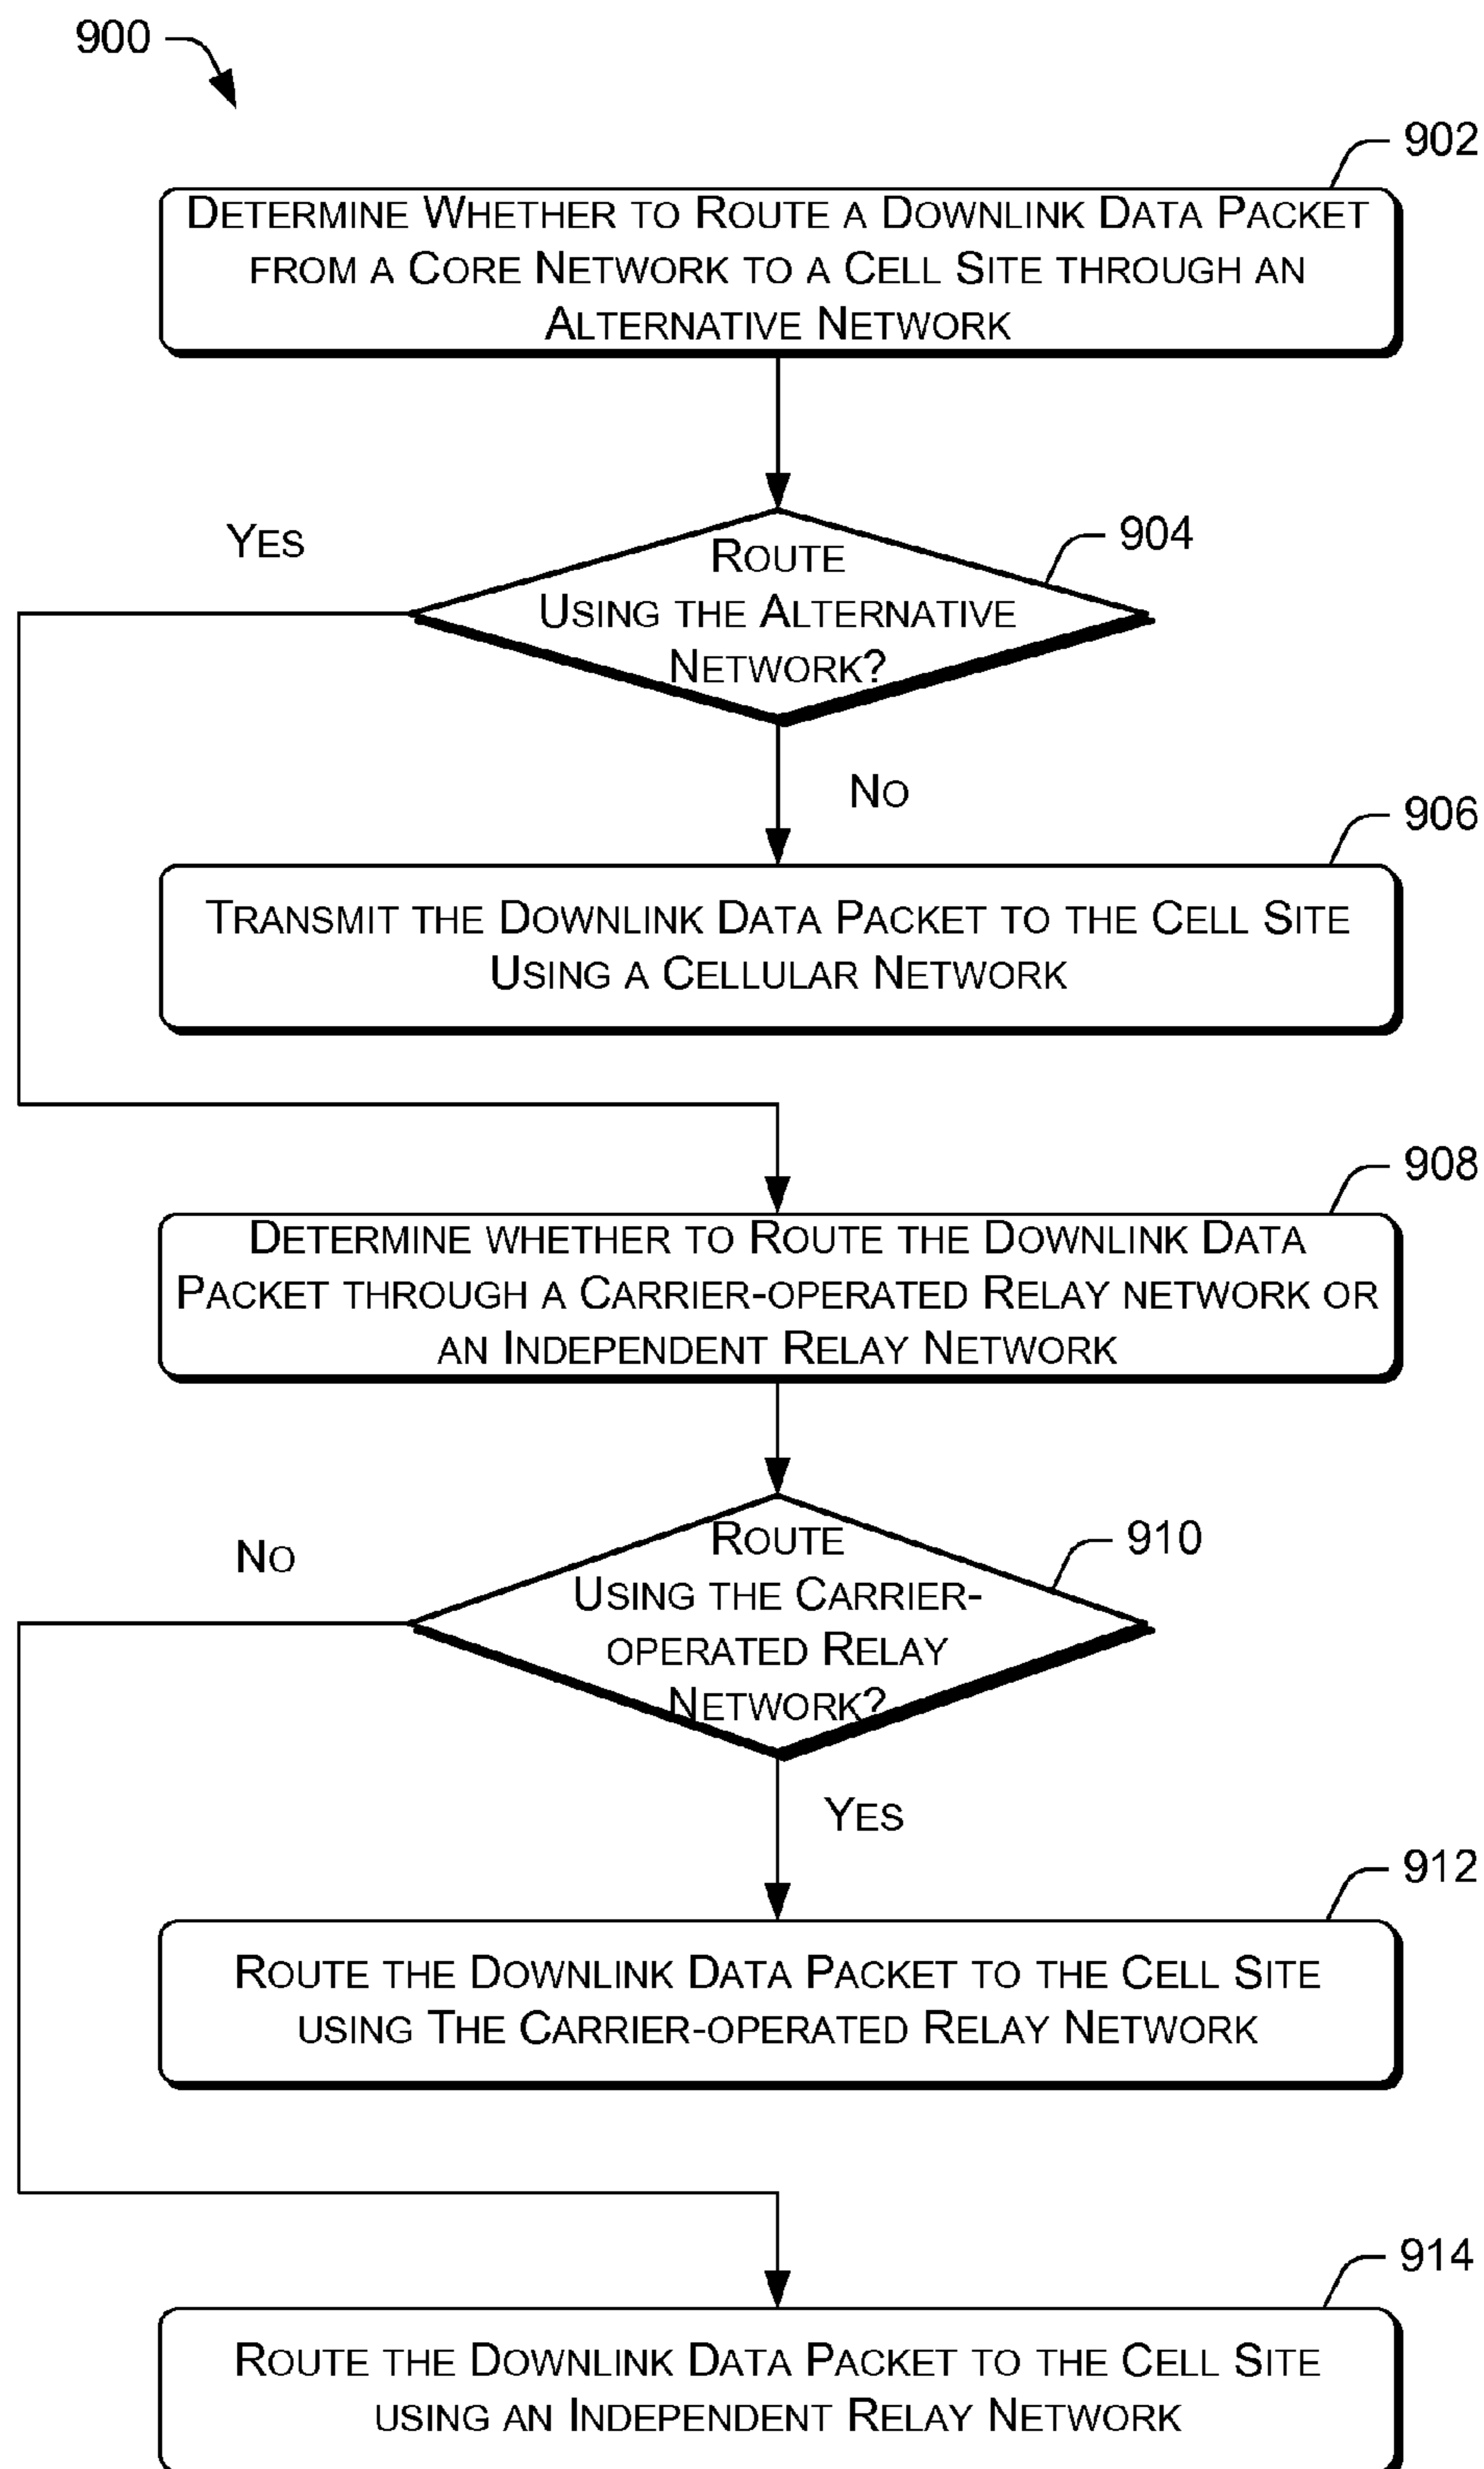 900
902
Determine Whether to Route a Downlink Data Packet
from a Core Network to a Cell Site through an
Alternative Network
Yes
904
Route
Using the Alternative
Network?
No
906
Transmit the Downlink Data Packet to the Cell Site
Using a Cellular Network
908
Determine whether to Route the Downlink Data
Packet through a Carrier-operated Relay network or
an Independent Relay Network
No
910
Route
Using the Carrier-
operated Relay
Network?
Yes
912
Route the Downlink Data Packet to the Cell Site
using The Carrier-operated Relay Network
914
Route the Downlink Data Packet to the Cell Site
using an Independent Relay Network